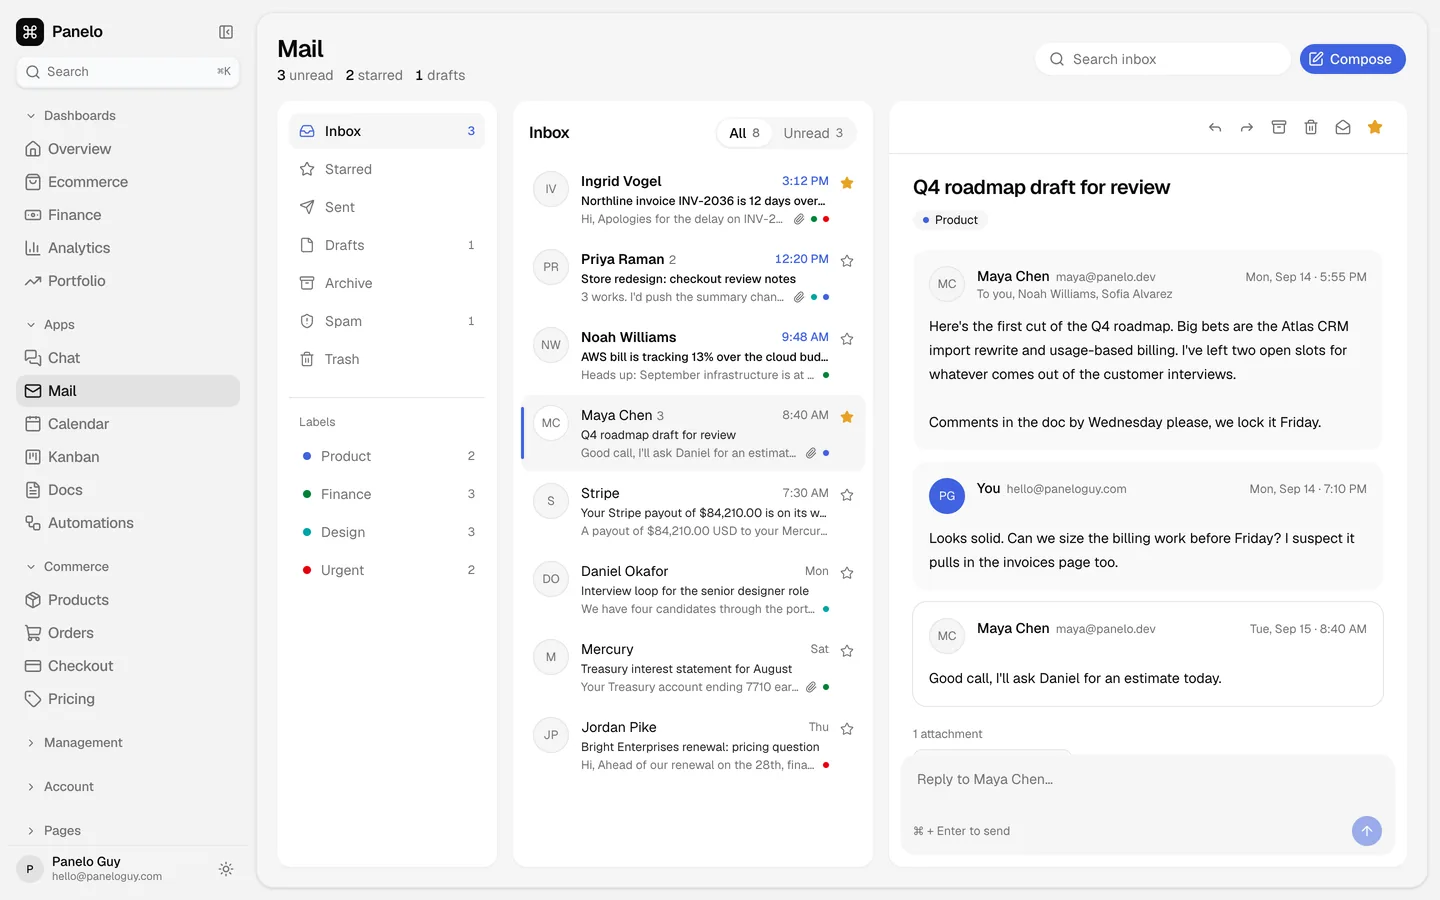 Panelo
Search
⌘K
Dashboards
Overview
Ecommerce
Finance
Analytics
Portfolio
Apps
Chat
Mail
Calendar
Kanban
Docs
Automations
Commerce
Products
Orders
Checkout
Pricing
Management
Account
Pages
P
Panelo Guy
hello@paneloguy.com
Mail
3 unread 2 starred 1 drafts
Search inbox
Compose
Inbox 3
Starred
Sent
Drafts 1
Archive
Spam 1
Trash
Labels
Product 2
Finance 3
Design 3
Urgent 2
Inbox
All 8
Unread 3
IV
Ingrid Vogel 3:12 PM
Northline invoice INV-2036 is 12 days over...
Hi, Apologies for the delay on INV-2...
PR
Priya Raman 2 12:20 PM
Store redesign: checkout review notes
3 works. I'd push the summary chan...
NW
Noah Williams 9:48 AM
AWS bill is tracking 13% over the cloud bud...
Heads up: September infrastructure is at ...
MC
Maya Chen 3 8:40 AM
Q4 roadmap draft for review
Good call, I'll ask Daniel for an estimat...
S
Stripe 7:30 AM
Your Stripe payout of $84,210.00 is on its w...
A payout of $84,210.00 USD to your Mercur...
DO
Daniel Okafor Mon
Interview loop for the senior designer role
We have four candidates through the port...
M
Mercury Sat
Treasury interest statement for August
Your Treasury account ending 7710 ear...
JP
Jordan Pike Thu
Bright Enterprises renewal: pricing question
Hi, Ahead of our renewal on the 28th, fina...
Q4 roadmap draft for review
Product
MC
Maya Chen maya@panelo.dev Mon, Sep 14 · 5:55 PM
To you, Noah Williams, Sofia Alvarez
Here's the first cut of the Q4 roadmap. Big bets are the Atlas CRM
import rewrite and usage-based billing. I've left two open slots for
whatever comes out of the customer interviews.
Comments in the doc by Wednesday please, we lock it Friday.
PG
You hello@paneloguy.com Mon, Sep 14 · 7:10 PM
Looks solid. Can we size the billing work before Friday? I suspect it
pulls in the invoices page too.
MC
Maya Chen maya@panelo.dev Tue, Sep 15 · 8:40 AM
Good call, I'll ask Daniel for an estimate today.
1 attachment
Reply to Maya Chen...
⌘ + Enter to send